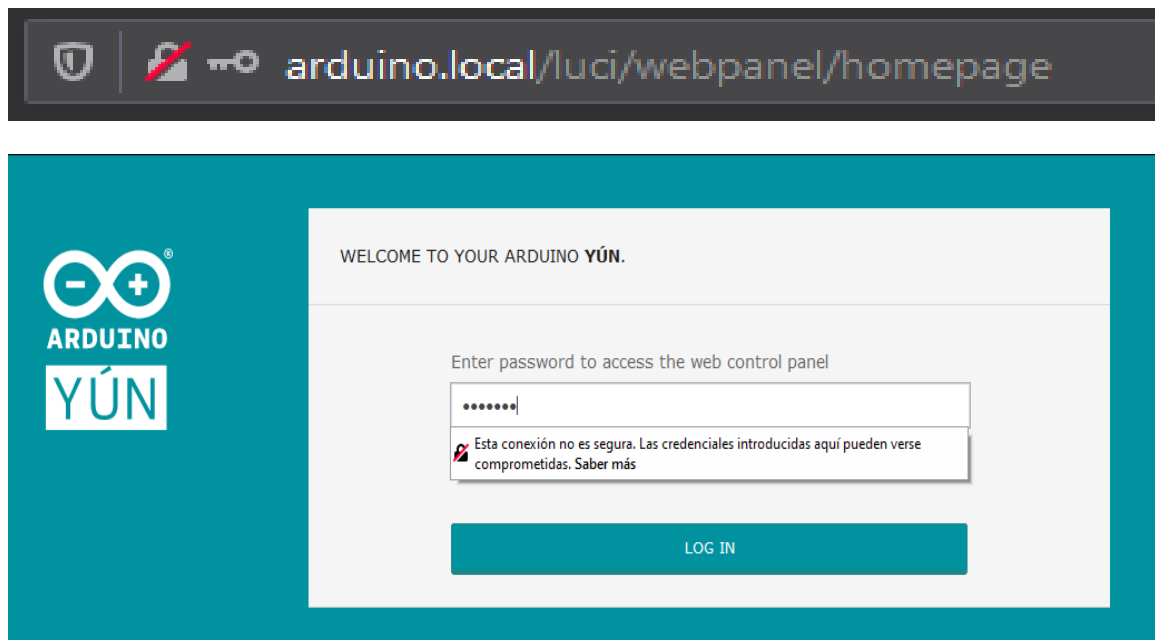 arduino.local/luci/webpanel/homepage
WELCOME TO YOUR ARDUINO YÚN.
®
ARDUINO
YÚN
Enter password to access the web control panel
•••••••
Esta conexión no es segura. Las credenciales introducidas aquí pueden verse
comprometidas. Saber más
LOG IN